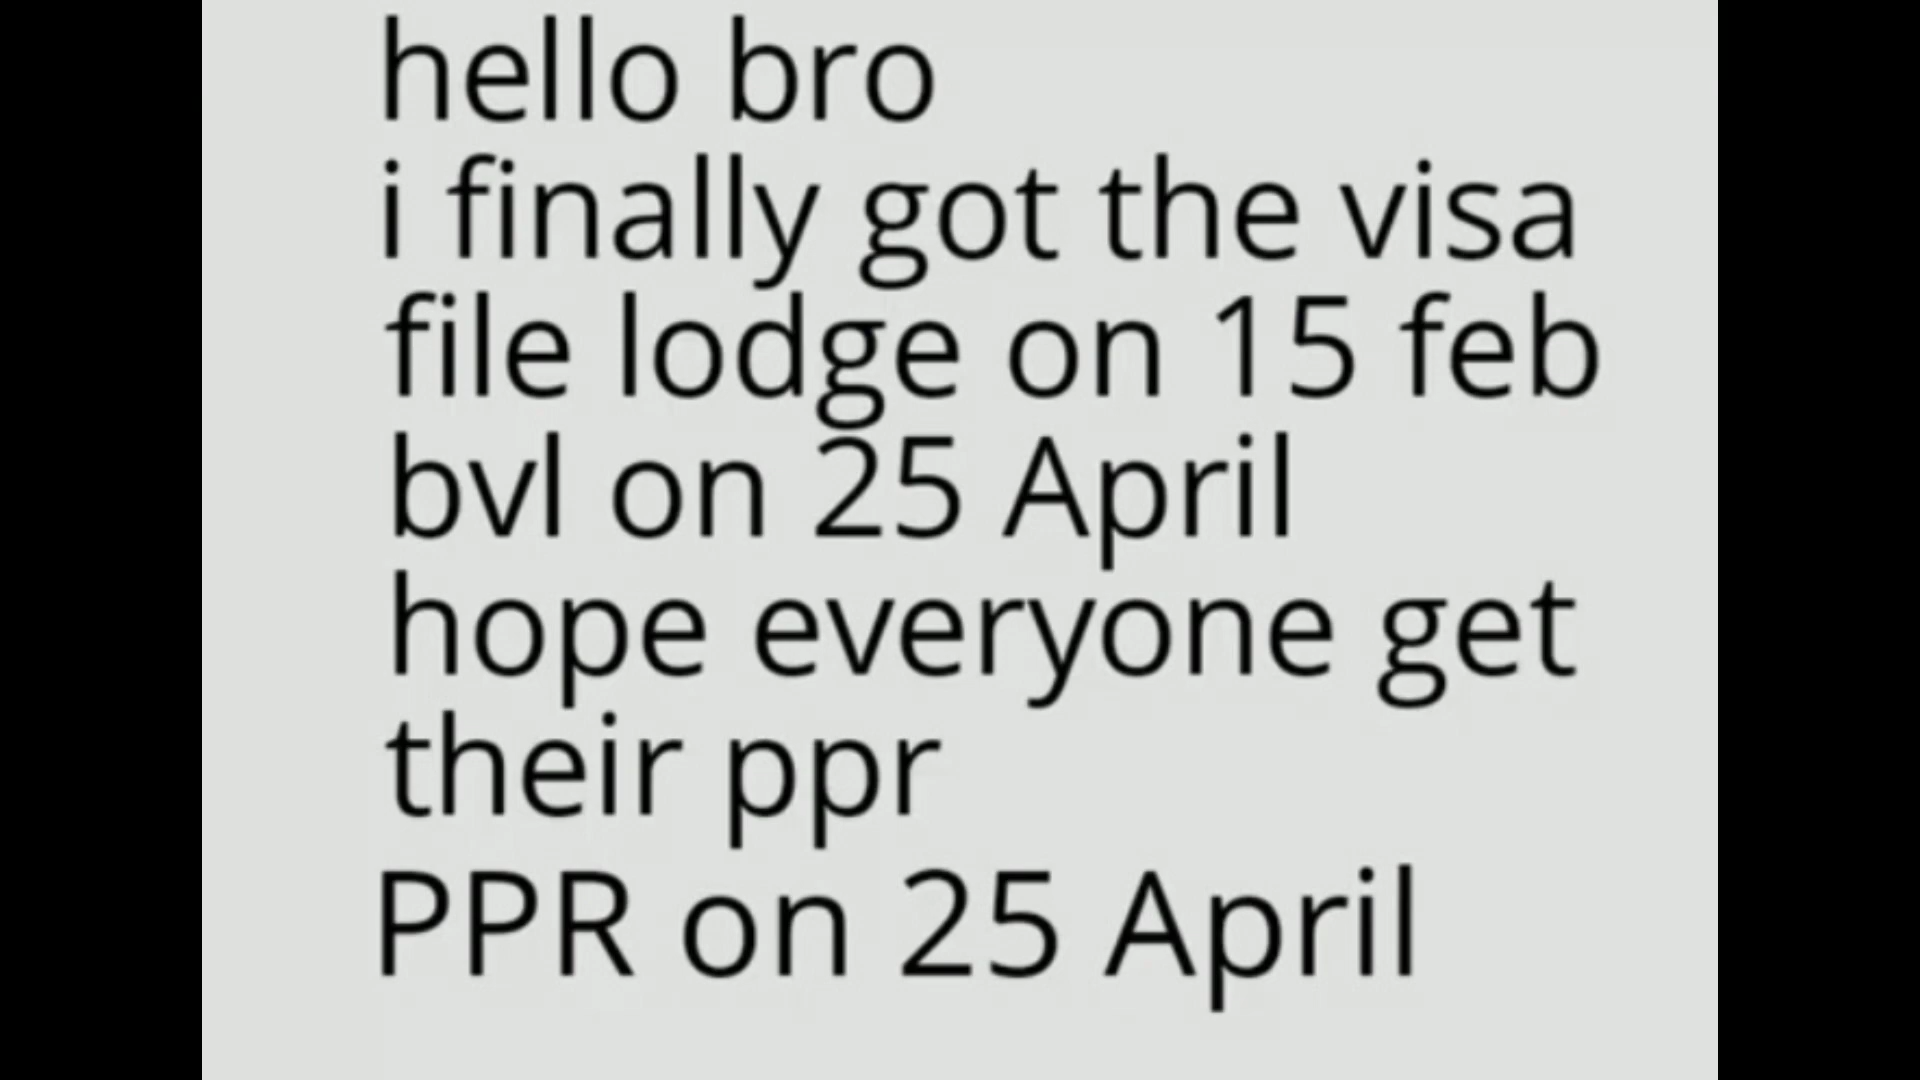 hello bro
i finally got the visa
file lodge on 15 feb
bvl on 25 April
hope everyone get
their ppr
PPR on 25 April